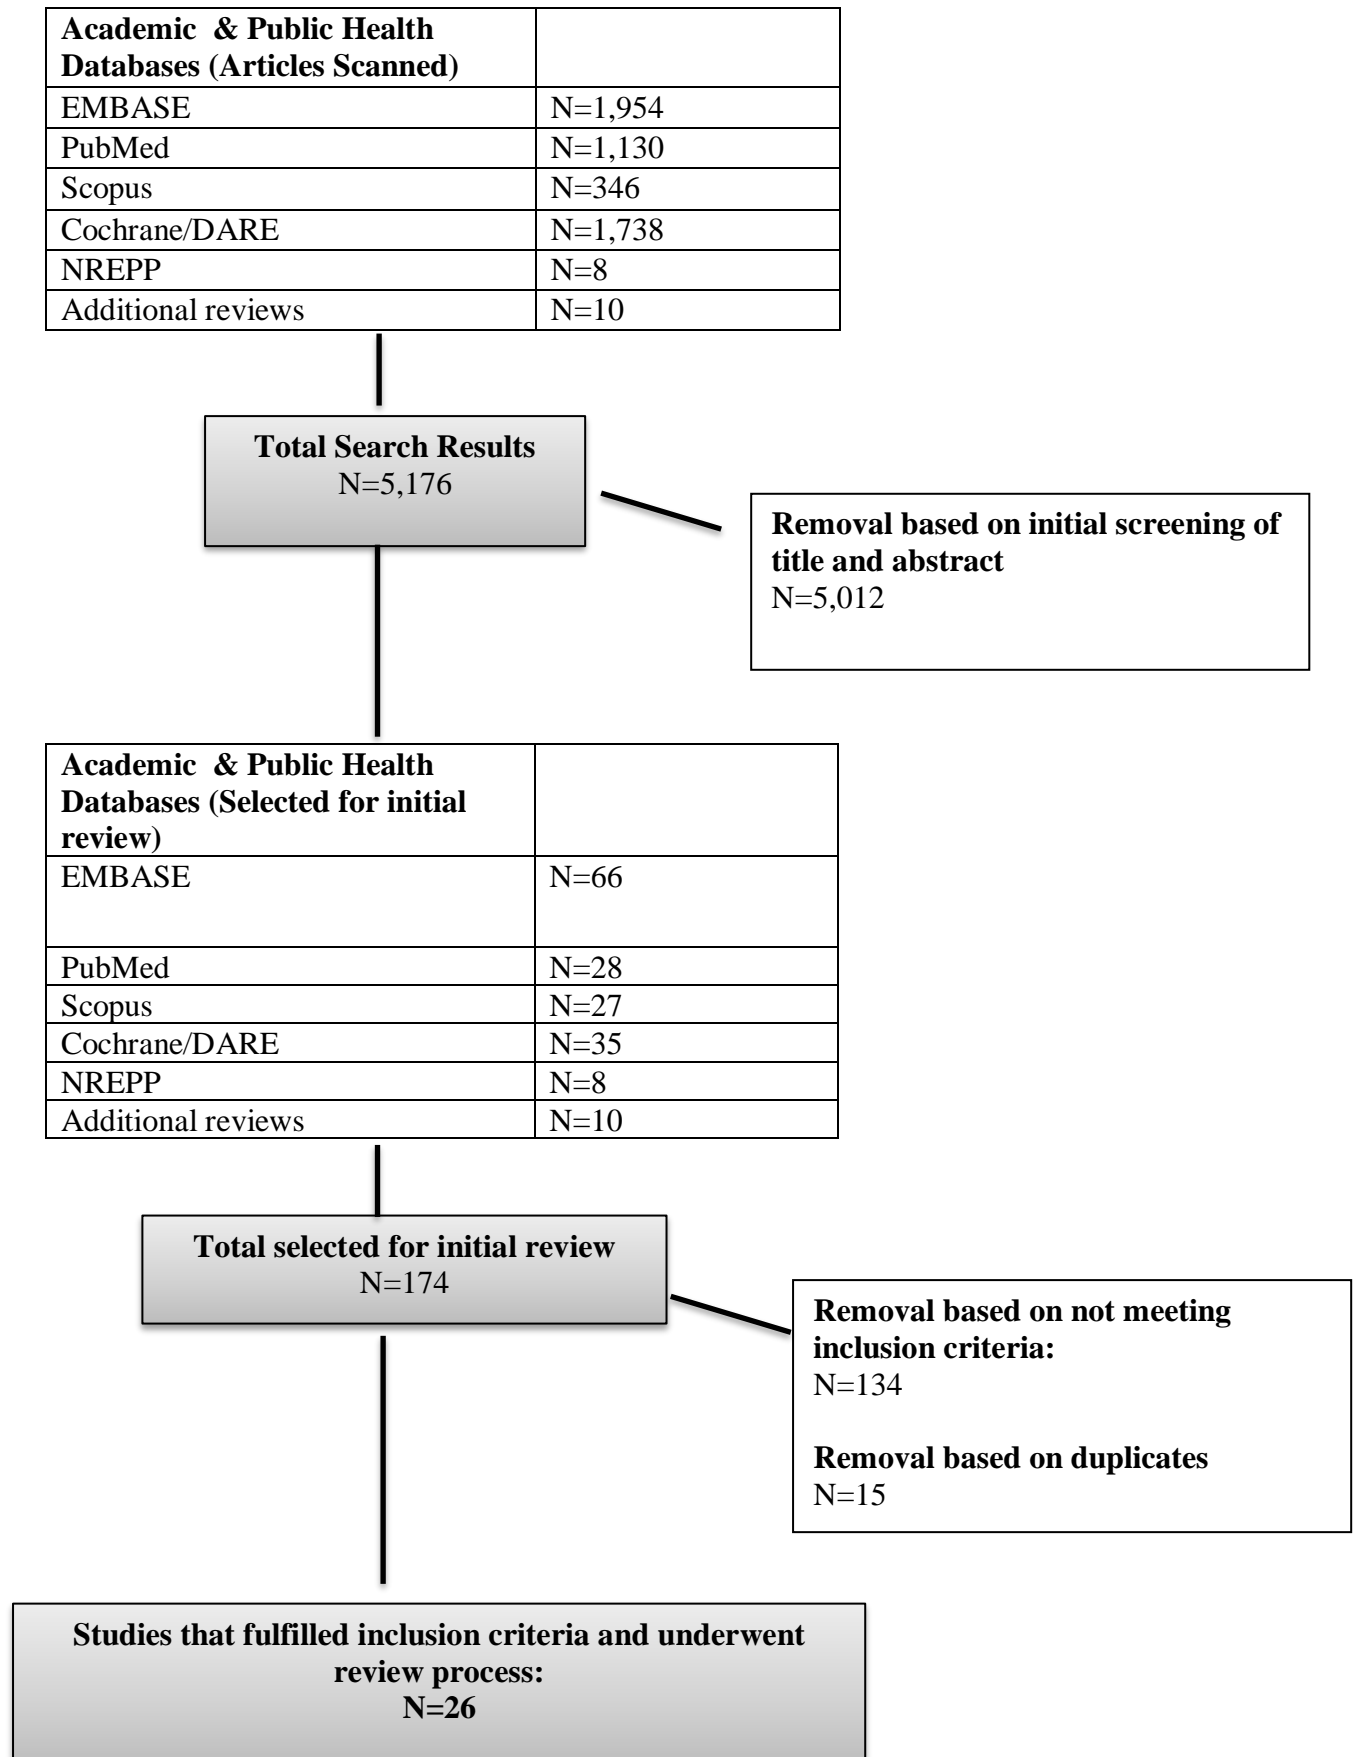 Academic & Public Health
Databases (Articles Scanned)
EMBASE N=1,954
PubMed N=1,130
Scopus N=346
Cochrane/DARE N=1,738
NREPP N=8
Additional reviews N=10
Total Search Results
N=5,176
Removal based on initial screening of
title and abstract
N=5,012
Academic & Public Health
Databases (Selected for initial
review)
EMBASE N=66
PubMed N=28
Scopus N=27
Cochrane/DARE N=35
NREPP N=8
Additional reviews N=10
Total selected for initial review
N=174
Removal based on not meeting
inclusion criteria:
N=134
Removal based on duplicates
N=15
Studies that fulfilled inclusion criteria and underwent
review process:
N=26